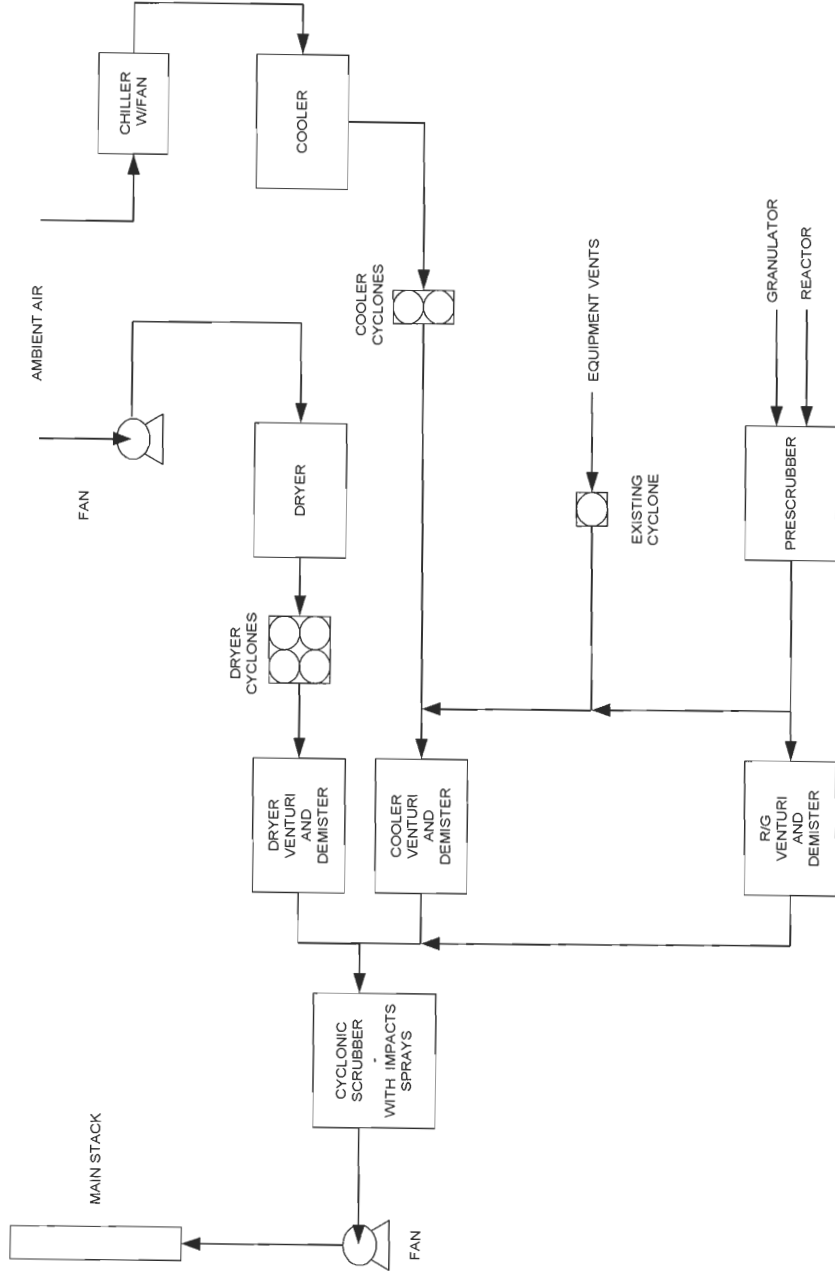 MAIN STACK
FAN
CYCLONIC
SCRUBBER
-
WITH IMPACTS
SPRAYS
DRYER
VENTURI
AND
DEMISTER
COOLER
VENTURI
AND
DEMISTER
R/G
VENTURI
AND
DEMISTER
DRYER
CYCLONES
DRYER
FAN
AMBIENT AIR
EXISTING
CYCLONE
EQUIPMENT VENTS
PRESCRUBBER
GRANULATOR
REACTOR
COOLER
CYCLONES
COOLER
CHILLER
W/FAN